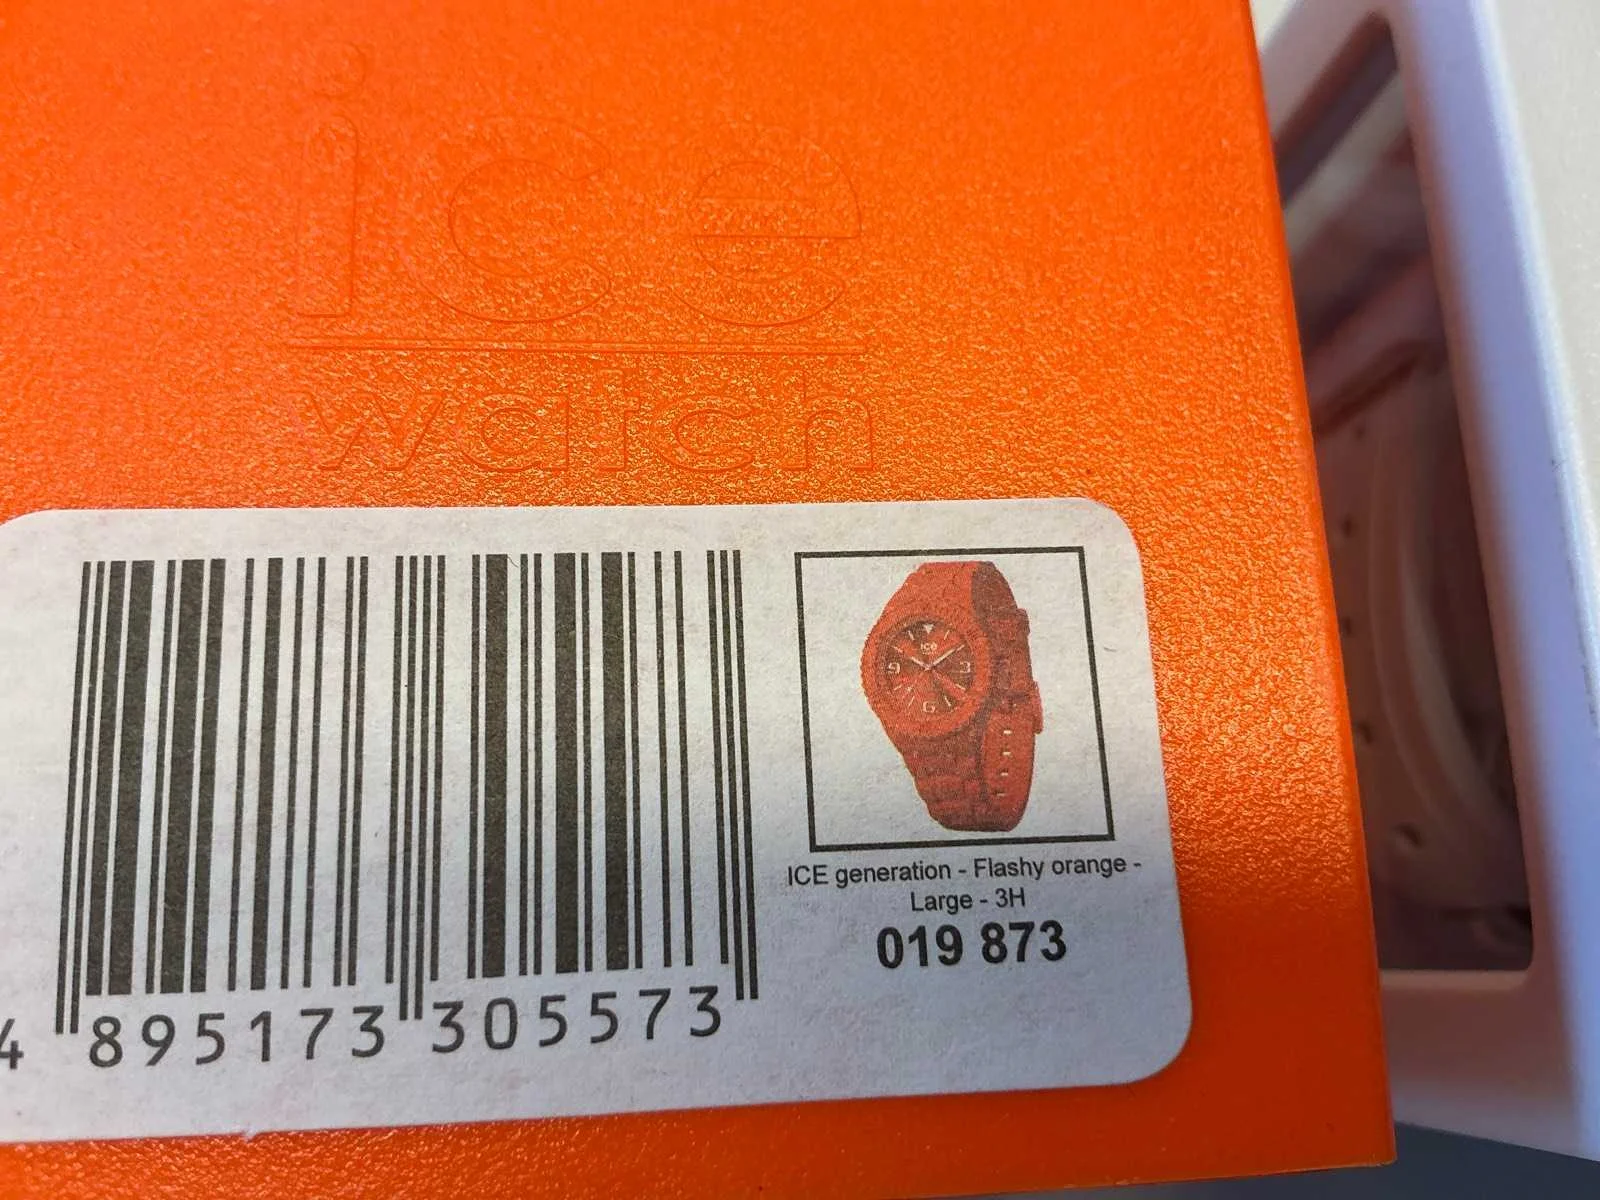 ice
watch
ICE generation - Flashy orange -
Large - 3H
019 873
4 895173 305573